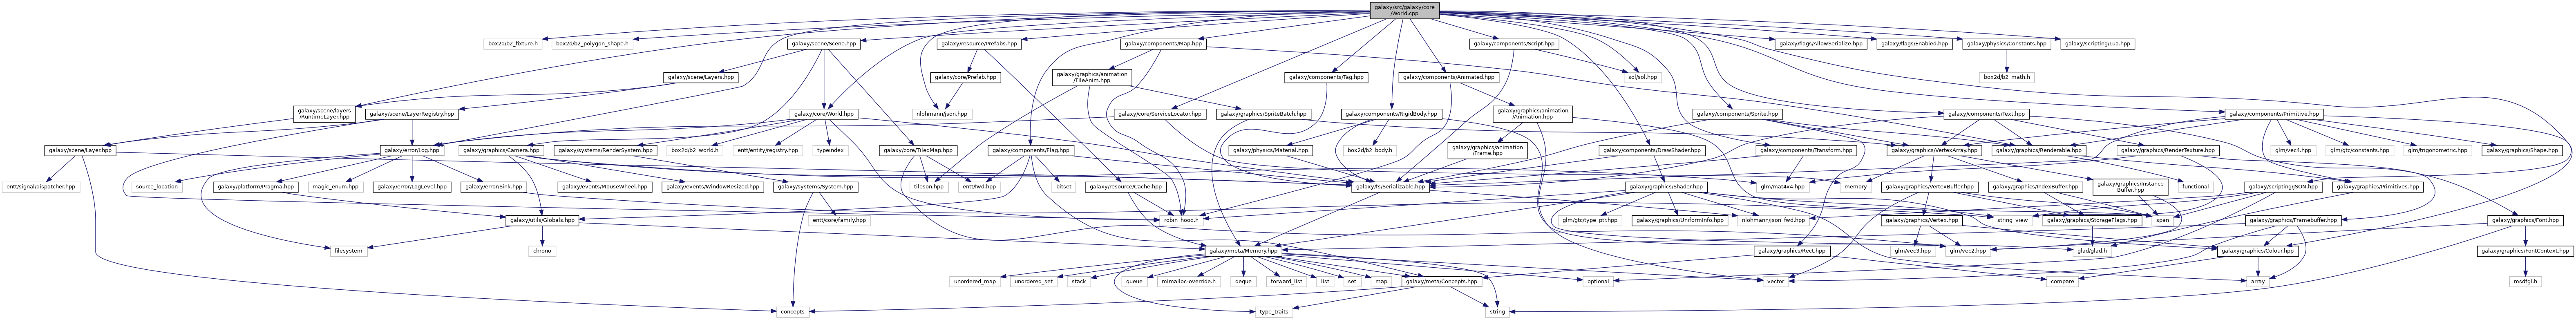 galaxy/src/galaxy/core
/World.cpp
box2d/b2_fixture.h
box2d/b2_polygon_shape.h
galaxy/scene/Scene.hpp
galaxy/resource/Prefabs.hpp
galaxy/components/Map.hpp
galaxy/components/Script.hpp
galaxy/flags/AllowSerialize.hpp
galaxy/flags/Enabled.hpp
galaxy/physics/Constants.hpp
galaxy/scripting/Lua.hpp
galaxy/scene/Layers.hpp
galaxy/core/Prefab.hpp
galaxy/graphics/animation
/TileAnim.hpp
galaxy/components/Tag.hpp
galaxy/components/Animated.hpp
sol/sol.hpp
box2d/b2_math.h
galaxy/scene/layers
/RuntimeLayer.hpp
galaxy/scene/LayerRegistry.hpp
galaxy/core/World.hpp
nlohmann/json.hpp
galaxy/core/ServiceLocator.hpp
galaxy/graphics/SpriteBatch.hpp
galaxy/components/RigidBody.hpp
galaxy/graphics/animation
/Animation.hpp
galaxy/components/Sprite.hpp
galaxy/components/Text.hpp
galaxy/components/Primitive.hpp
galaxy/scene/Layer.hpp
galaxy/error/Log.hpp
galaxy/graphics/Camera.hpp
galaxy/systems/RenderSystem.hpp
box2d/b2_world.h
entt/entity/registry.hpp
typeindex
galaxy/core/TiledMap.hpp
galaxy/components/Flag.hpp
galaxy/physics/Material.hpp
box2d/b2_body.h
galaxy/graphics/animation
/Frame.hpp
galaxy/components/DrawShader.hpp
galaxy/components/Transform.hpp
galaxy/graphics/VertexArray.hpp
galaxy/graphics/Renderable.hpp
galaxy/graphics/RenderTexture.hpp
glm/vec4.hpp
glm/gtc/constants.hpp
glm/trigonometric.hpp
galaxy/graphics/Shape.hpp
entt/signal/dispatcher.hpp
source_location
galaxy/platform/Pragma.hpp
magic_enum.hpp
galaxy/error/LogLevel.hpp
galaxy/error/Sink.hpp
galaxy/events/MouseWheel.hpp
galaxy/events/WindowResized.hpp
galaxy/systems/System.hpp
tileson.hpp
entt/fwd.hpp
bitset
galaxy/resource/Cache.hpp
galaxy/fs/Serializable.hpp
galaxy/graphics/Shader.hpp
glm/mat4x4.hpp
memory
galaxy/graphics/VertexBuffer.hpp
galaxy/graphics/IndexBuffer.hpp
galaxy/graphics/Instance
Buffer.hpp
functional
galaxy/scripting/JSON.hpp
galaxy/graphics/Primitives.hpp
galaxy/utils/Globals.hpp
entt/core/family.hpp
robin_hood.h
glm/gtc/type_ptr.hpp
galaxy/graphics/UniformInfo.hpp
nlohmann/json_fwd.hpp
galaxy/graphics/Vertex.hpp
string_view
galaxy/graphics/StorageFlags.hpp
span
galaxy/graphics/Framebuffer.hpp
galaxy/graphics/Font.hpp
filesystem
chrono
galaxy/meta/Memory.hpp
galaxy/graphics/Rect.hpp
glm/vec3.hpp
glm/vec2.hpp
glad/glad.h
galaxy/graphics/Colour.hpp
galaxy/graphics/FontContext.hpp
unordered_map
unordered_set
stack
queue
mimalloc-override.h
deque
forward_list
list
set
map
galaxy/meta/Concepts.hpp
vector
optional
compare
array
msdfgl.h
concepts
type_traits
string